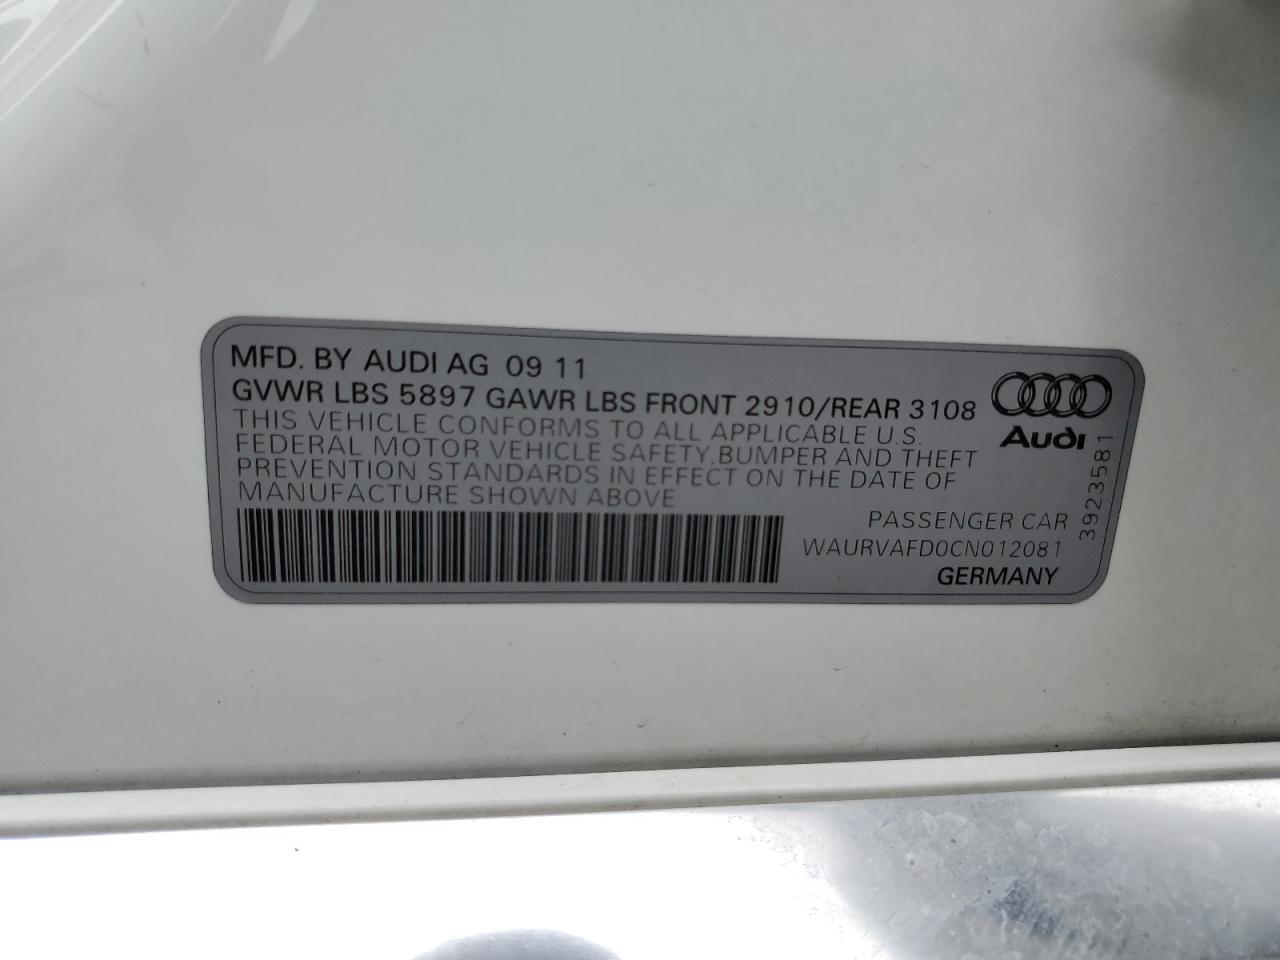 MFD. BY AUDI AG 09 11
GVWR LBS 5897 GAWR LBS FRONT 2910/REAR 3108
THIS VEHICLE CONFORMS TO ALL APPLICABLE U.S.
FEDERAL MOTOR VEHICLE SAFETY, BUMPER AND THEFT
PREVENTION STANDARDS IN EFFECT ON THE DATE OF
MANUFACTURE SHOWN ABOVE
Audi
3923581
PASSENGER CAR
WAURVAFD0CN012081
GERMANY